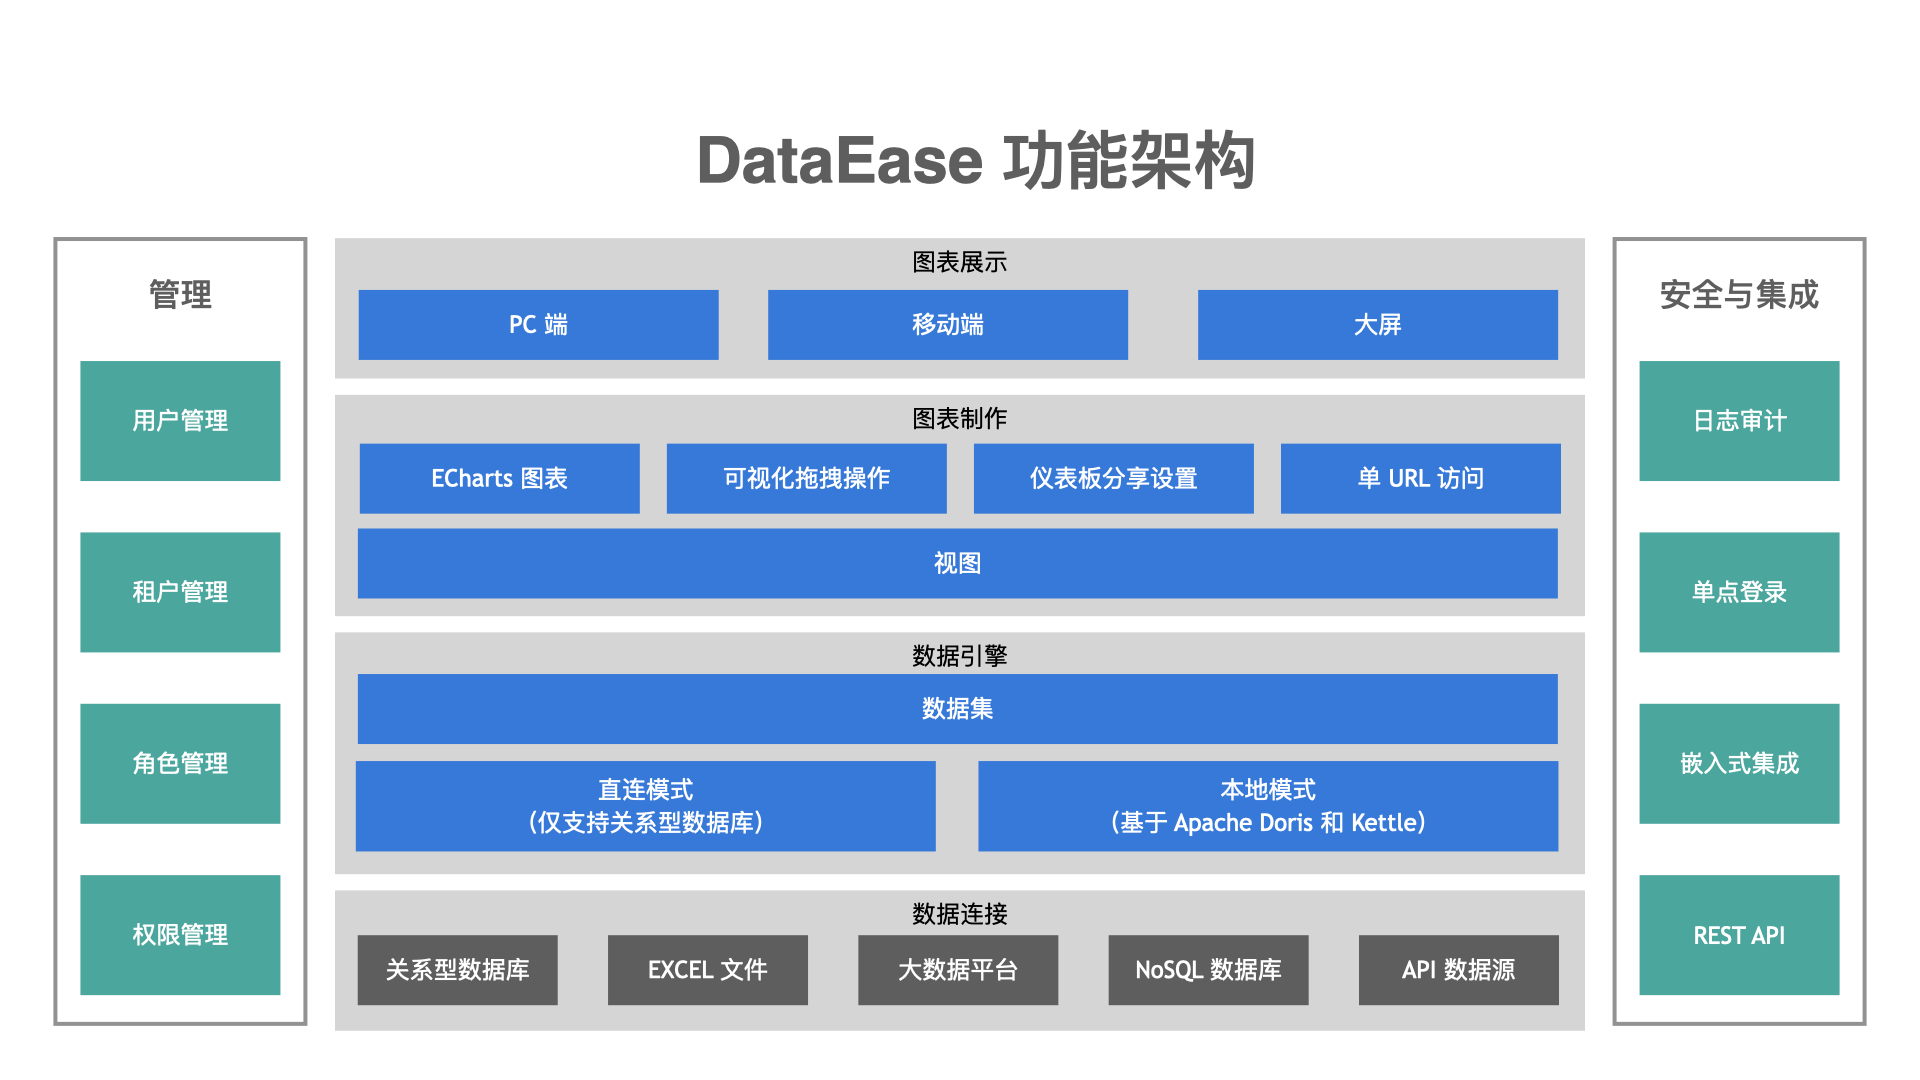 DataEase 功能架构
管理
用户管理
租户管理
角色管理
权限管理
图表展示
PC 端
移动端
大屏
图表制作
ECharts 图表
可视化拖拽操作
仪表板分享设置
单 URL 访问
视图
数据引擎
数据集
直连模式
（仅支持关系型数据库）
本地模式
（基于 Apache Doris 和 Kettle）
数据连接
关系型数据库
EXCEL 文件
大数据平台
NoSQL 数据库
API 数据源
安全与集成
日志审计
单点登录
嵌入式集成
REST API